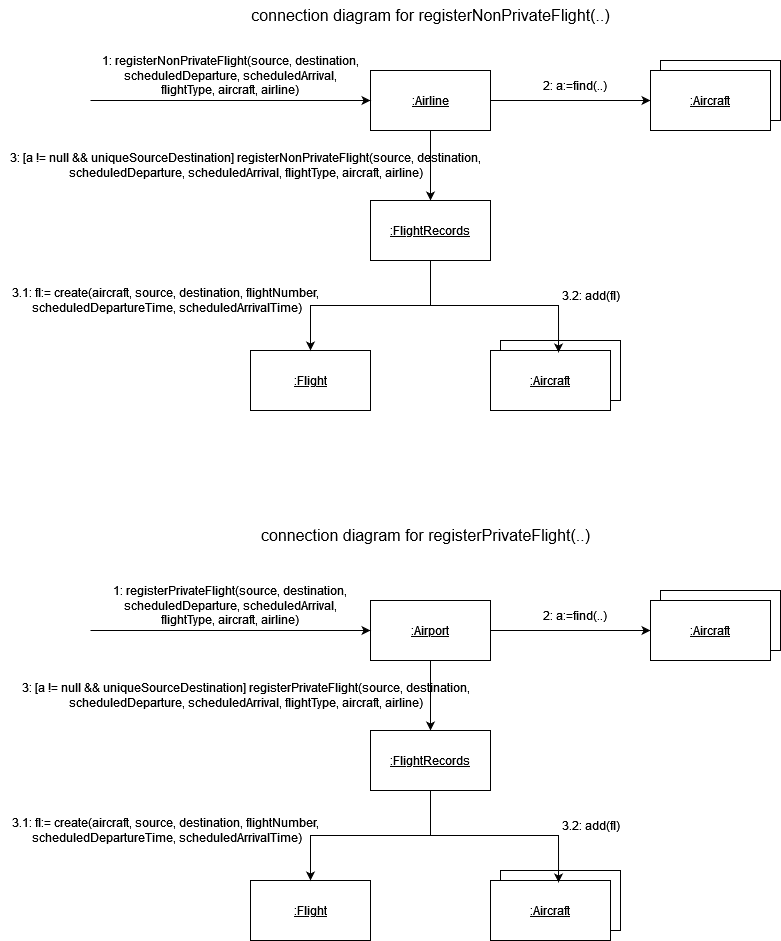 connection diagram for registerNonPrivateFlight(..)
1: registerNonPrivateFlight(source, destination,
scheduledDeparture, scheduledArrival,
flightType, aircraft, airline)
:Airline
2: a:=find(..)
:Aircraft
3: [a != null && uniqueSourceDestination] registerNonPrivateFlight(source, destination,
scheduledDeparture, scheduledArrival, flightType, aircraft, airline)
:FlightRecords
3.1: fl:= create(aircraft, source, destination, flightNumber,
scheduledDepartureTime, scheduledArrivalTime)
3.2: add(fl)
:Flight
:Aircraft
connection diagram for registerPrivateFlight(..)
1: registerPrivateFlight(source, destination,
scheduledDeparture, scheduledArrival,
flightType, aircraft, airline)
:Airport
2: a:=find(..)
:Aircraft
3: [a != null && uniqueSourceDestination] registerPrivateFlight(source, destination,
scheduledDeparture, scheduledArrival, flightType, aircraft, airline)
:FlightRecords
3.1: fl:= create(aircraft, source, destination, flightNumber,
scheduledDepartureTime, scheduledArrivalTime)
3.2: add(fl)
:Flight
:Aircraft